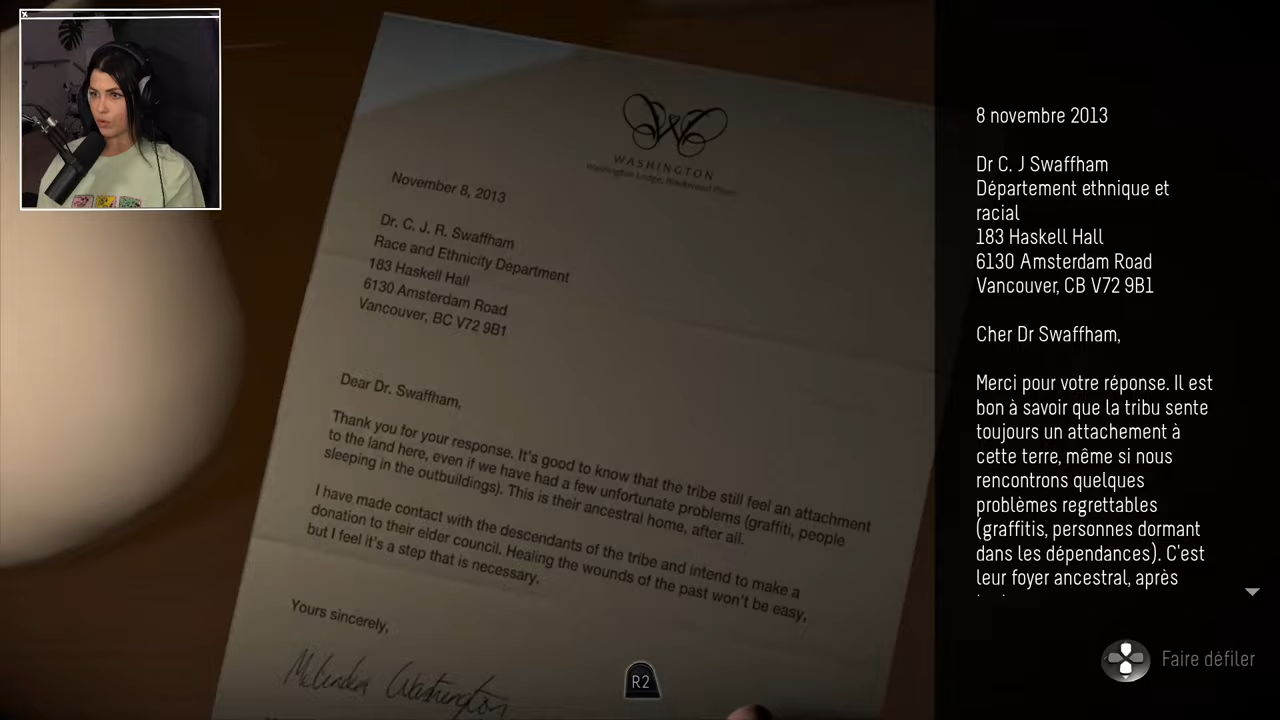 WASHINGTON
Washington Lodge, Blackwood Pines
November 8, 2013
Dr. C. J. R. Swaffham
Race and Ethnicity Department
183 Haskell Hall
6130 Amsterdam Road
Vancouver, BC V72 9B1
Dear Dr. Swaffham,
Thank you for your response. It's good to know that the tribe still feel an attachment
to the land here, even if we have had a few unfortunate problems (graffiti, people
sleeping in the outbuildings). This is their ancestral home, after all.
I have made contact with the descendants of the tribe and intend to make a
donation to their elder council. Healing the wounds of the past won't be easy,
but I feel it's a step that is necessary.
Yours sincerely,
Melinda Washington
R2
8 novembre 2013
Dr C. J Swaffham
Département ethnique et
racial
183 Haskell Hall
6130 Amsterdam Road
Vancouver, CB V72 9B1
Cher Dr Swaffham,
Merci pour votre réponse. Il est
bon à savoir que la tribu sente
toujours un attachement à
cette terre, même si nous
rencontrons quelques
problèmes regrettables
(graffitis, personnes dormant
dans les dépendances). C'est
leur foyer ancestral, après
Faire défiler